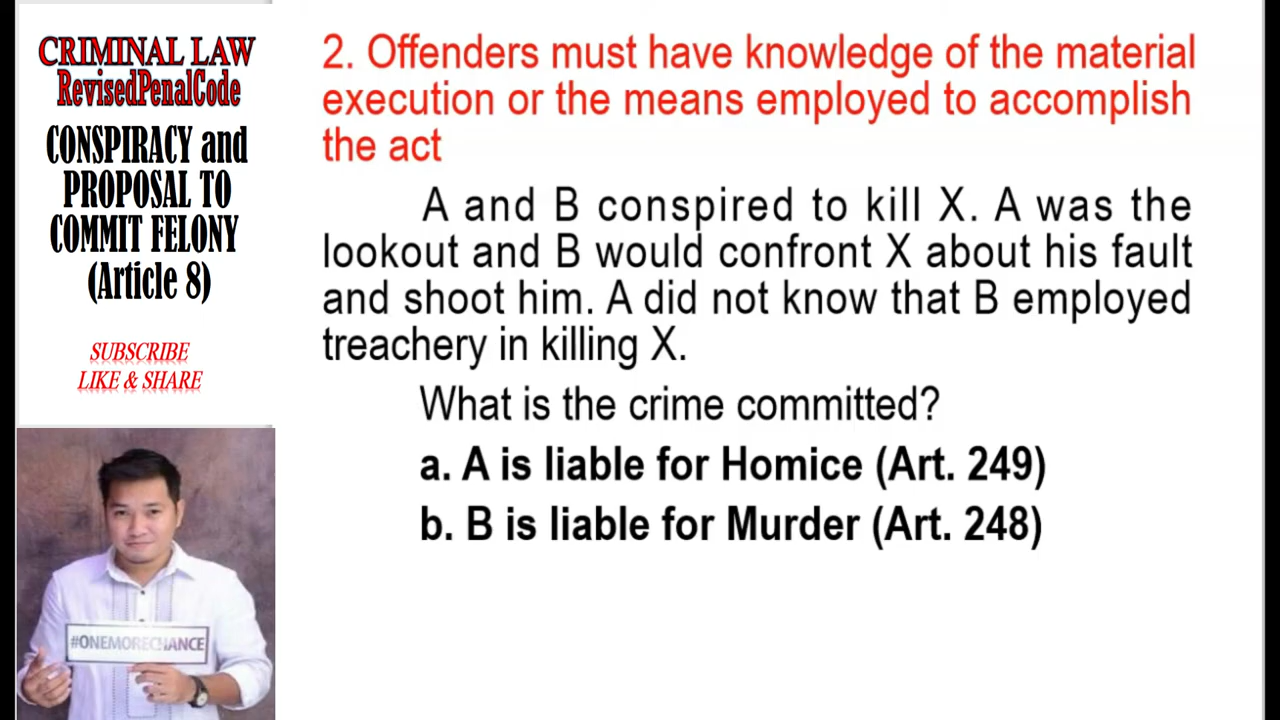 CRIMINAL LAW
RevisedPenalCode
CONSPIRACY and
PROPOSAL TO
COMMIT FELONY
(Article 8)
SUBSCRIBE
LIKE & SHARE
#ONEMORECHANCE
2. Offenders must have knowledge of the material
execution or the means employed to accomplish
the act
A and B conspired to kill X. A was the
lookout and B would confront X about his fault
and shoot him. A did not know that B employed
treachery in killing X.
What is the crime committed?
a. A is liable for Homice (Art. 249)
b. B is liable for Murder (Art. 248)